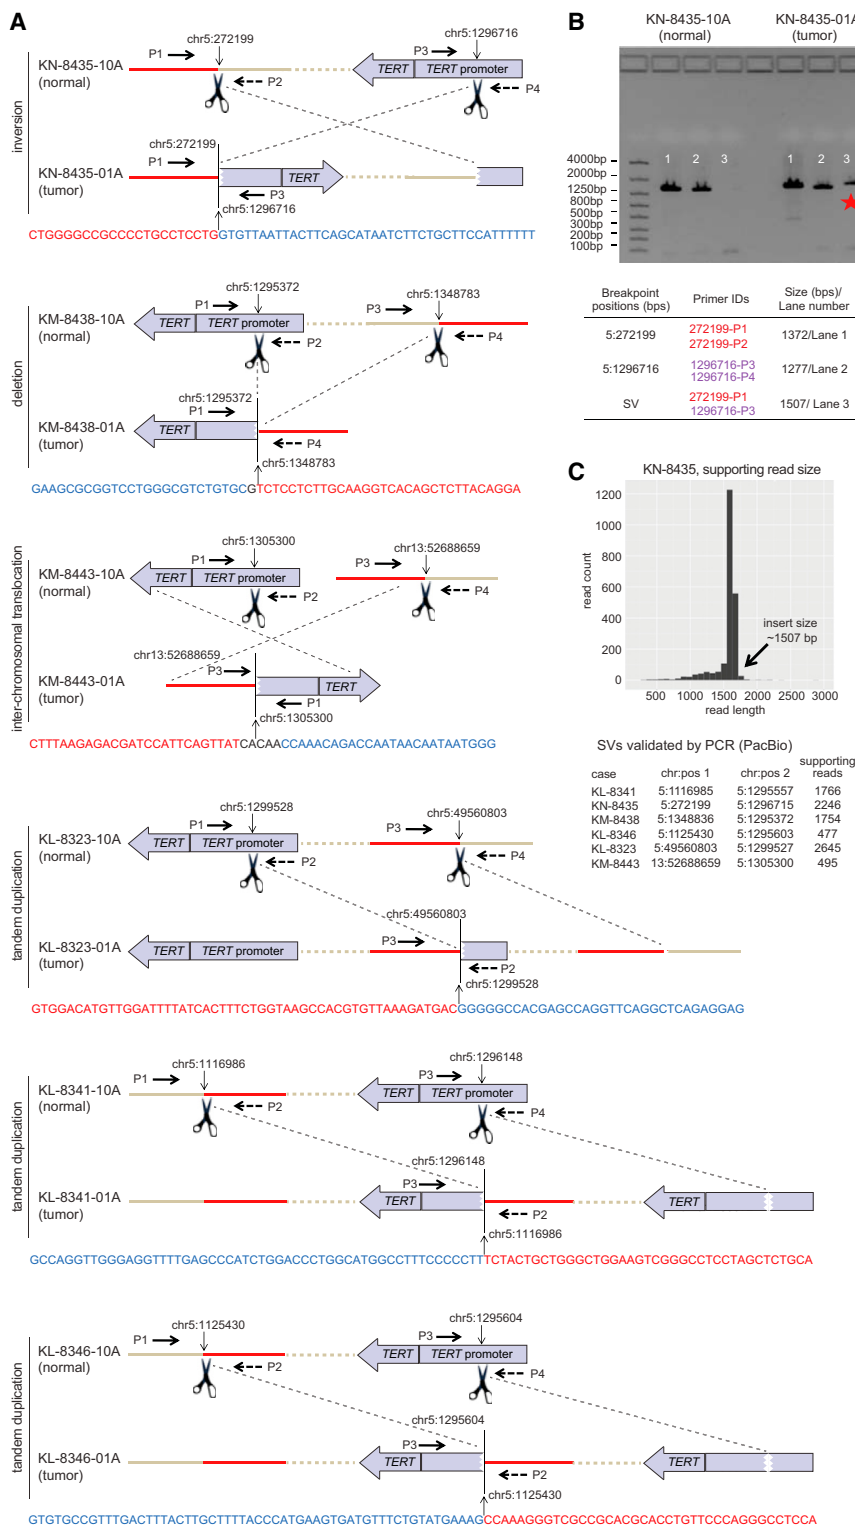 A
inversion
KN-8435-10A
(normal)
P1
chr5:272199
P2
P3
chr5:1296716
TERT
TERT promoter
P4
KN-8435-01A
(tumor)
chr5:272199
P1
TERT
P3
chr5:1296716
CTGGGGCCGCCCCTGCCTCCTGGTGTTAATTACTTCAGCATAATCTTCTGCTTCCATTTTTT
deletion
KM-8438-10A
(normal)
P1
chr5:1295372
TERT
TERT promoter
P2
P3
chr5:1348783
P4
KM-8438-01A
(tumor)
chr5:1295372
P1
TERT
P4
chr5:1348783
GAAGCGCGGTCCTGGGCGTCTGTGCGTCTCCTCTTGCAAGGTCACAGCTCTTACAGGA
inter-chromosomal translocation
KM-8443-10A
(normal)
P1
chr5:1305300
TERT
TERT promoter
P2
P3
chr13:52688659
P4
KM-8443-01A
(tumor)
chr13:52688659
P3
TERT
P1
chr5:1305300
CTTTAAGAGACGATCCATTCAGTTATCACAACCAAACAGACCAATAACAATAATGGG
tandem duplication
KL-8323-10A
(normal)
P1
chr5:1299528
TERT
TERT promoter
P2
P3
chr5:49560803
P4
KL-8323-01A
(tumor)
TERT
TERT promoter
chr5:49560803
P3
P2
chr5:1299528
GTGGACATGTTGGATTTTATCACTTTCTGGTAAGCCACGTGTTAAAGATGACGGGGGCCACGAGCCAGGTTCAGGCTCAGAGGAG
tandem duplication
KL-8341-10A
(normal)
P1
chr5:1116986
P2
P3
chr5:1296148
TERT
TERT promoter
P4
KL-8341-01A
(tumor)
chr5:1296148
P3
TERT
P2
TERT
chr5:1116986
GCCAGGTTGGGAGGTTTTGAGCCCATCTGGACCCTGGCATGGCCTTTCCCCCTTTCTACTGCTGGGCTGGAAGTCGGGCCTCCTAGCTCTGCA
tandem duplication
KL-8346-10A
(normal)
P1
chr5:1125430
P2
P3
chr5:1295604
TERT
TERT promoter
P4
KL-8346-01A
(tumor)
chr5:1295604
P3
TERT
P2
TERT
chr5:1125430
GTGTGCCGTTTGACTTTACTTGCTTTTACCCATGAAGTGATGTTTCTGTATGAAAGCCAAAGGGTCGCCGCACGCACCTGTTCCCAGGGCCTCCA
B
KN-8435-10A
(normal)
KN-8435-01A
(tumor)
1 2 3 1 2 3
4000bp
2000bp
1250bp
800bp
500bp
300bp
200bp
100bp
Breakpoint positions (bps) Primer IDs Size (bps)/ Lane number
5:272199 272199-P1 272199-P2 1372/Lane 1
5:1296716 1296716-P3 1296716-P4 1277/Lane 2
SV 272199-P1 1296716-P3 1507/ Lane 3
C
KN-8435, supporting read size
read count
1200
1000
800
600
400
200
0
insert size
~1507 bp
500 1000 1500 2000 2500 3000
read length
SVs validated by PCR (PacBio)
case chr:pos 1 chr:pos 2 supporting reads
KL-8341 5:1116985 5:1295557 1766
KN-8435 5:272199 5:1296715 2246
KM-8438 5:1348836 5:1295372 1754
KL-8346 5:1125430 5:1295603 477
KL-8323 5:49560803 5:1299527 2645
KM-8443 13:52688659 5:1305300 495